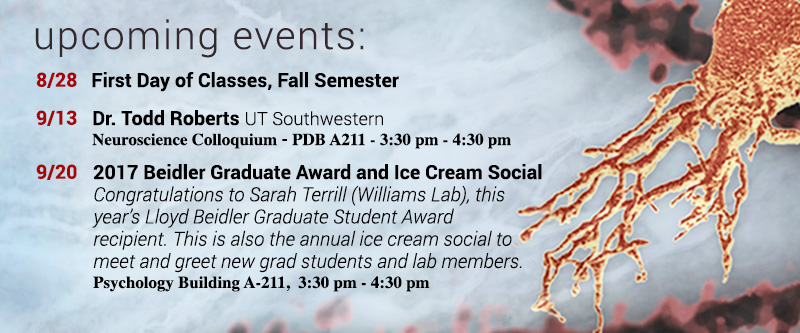 upcoming events:
8/28 First Day of Classes, Fall Semester
9/13 Dr. Todd Roberts UT Southwestern
Neuroscience Colloquium - PDB A211 - 3:30 pm - 4:30 pm
9/20 2017 Beidler Graduate Award and Ice Cream Social
Congratulations to Sarah Terrill (Williams Lab), this
year's Lloyd Beidler Graduate Student Award
recipient. This is also the annual ice cream social to
meet and greet new grad students and lab members.
Psychology Building A-211, 3:30 pm - 4:30 pm